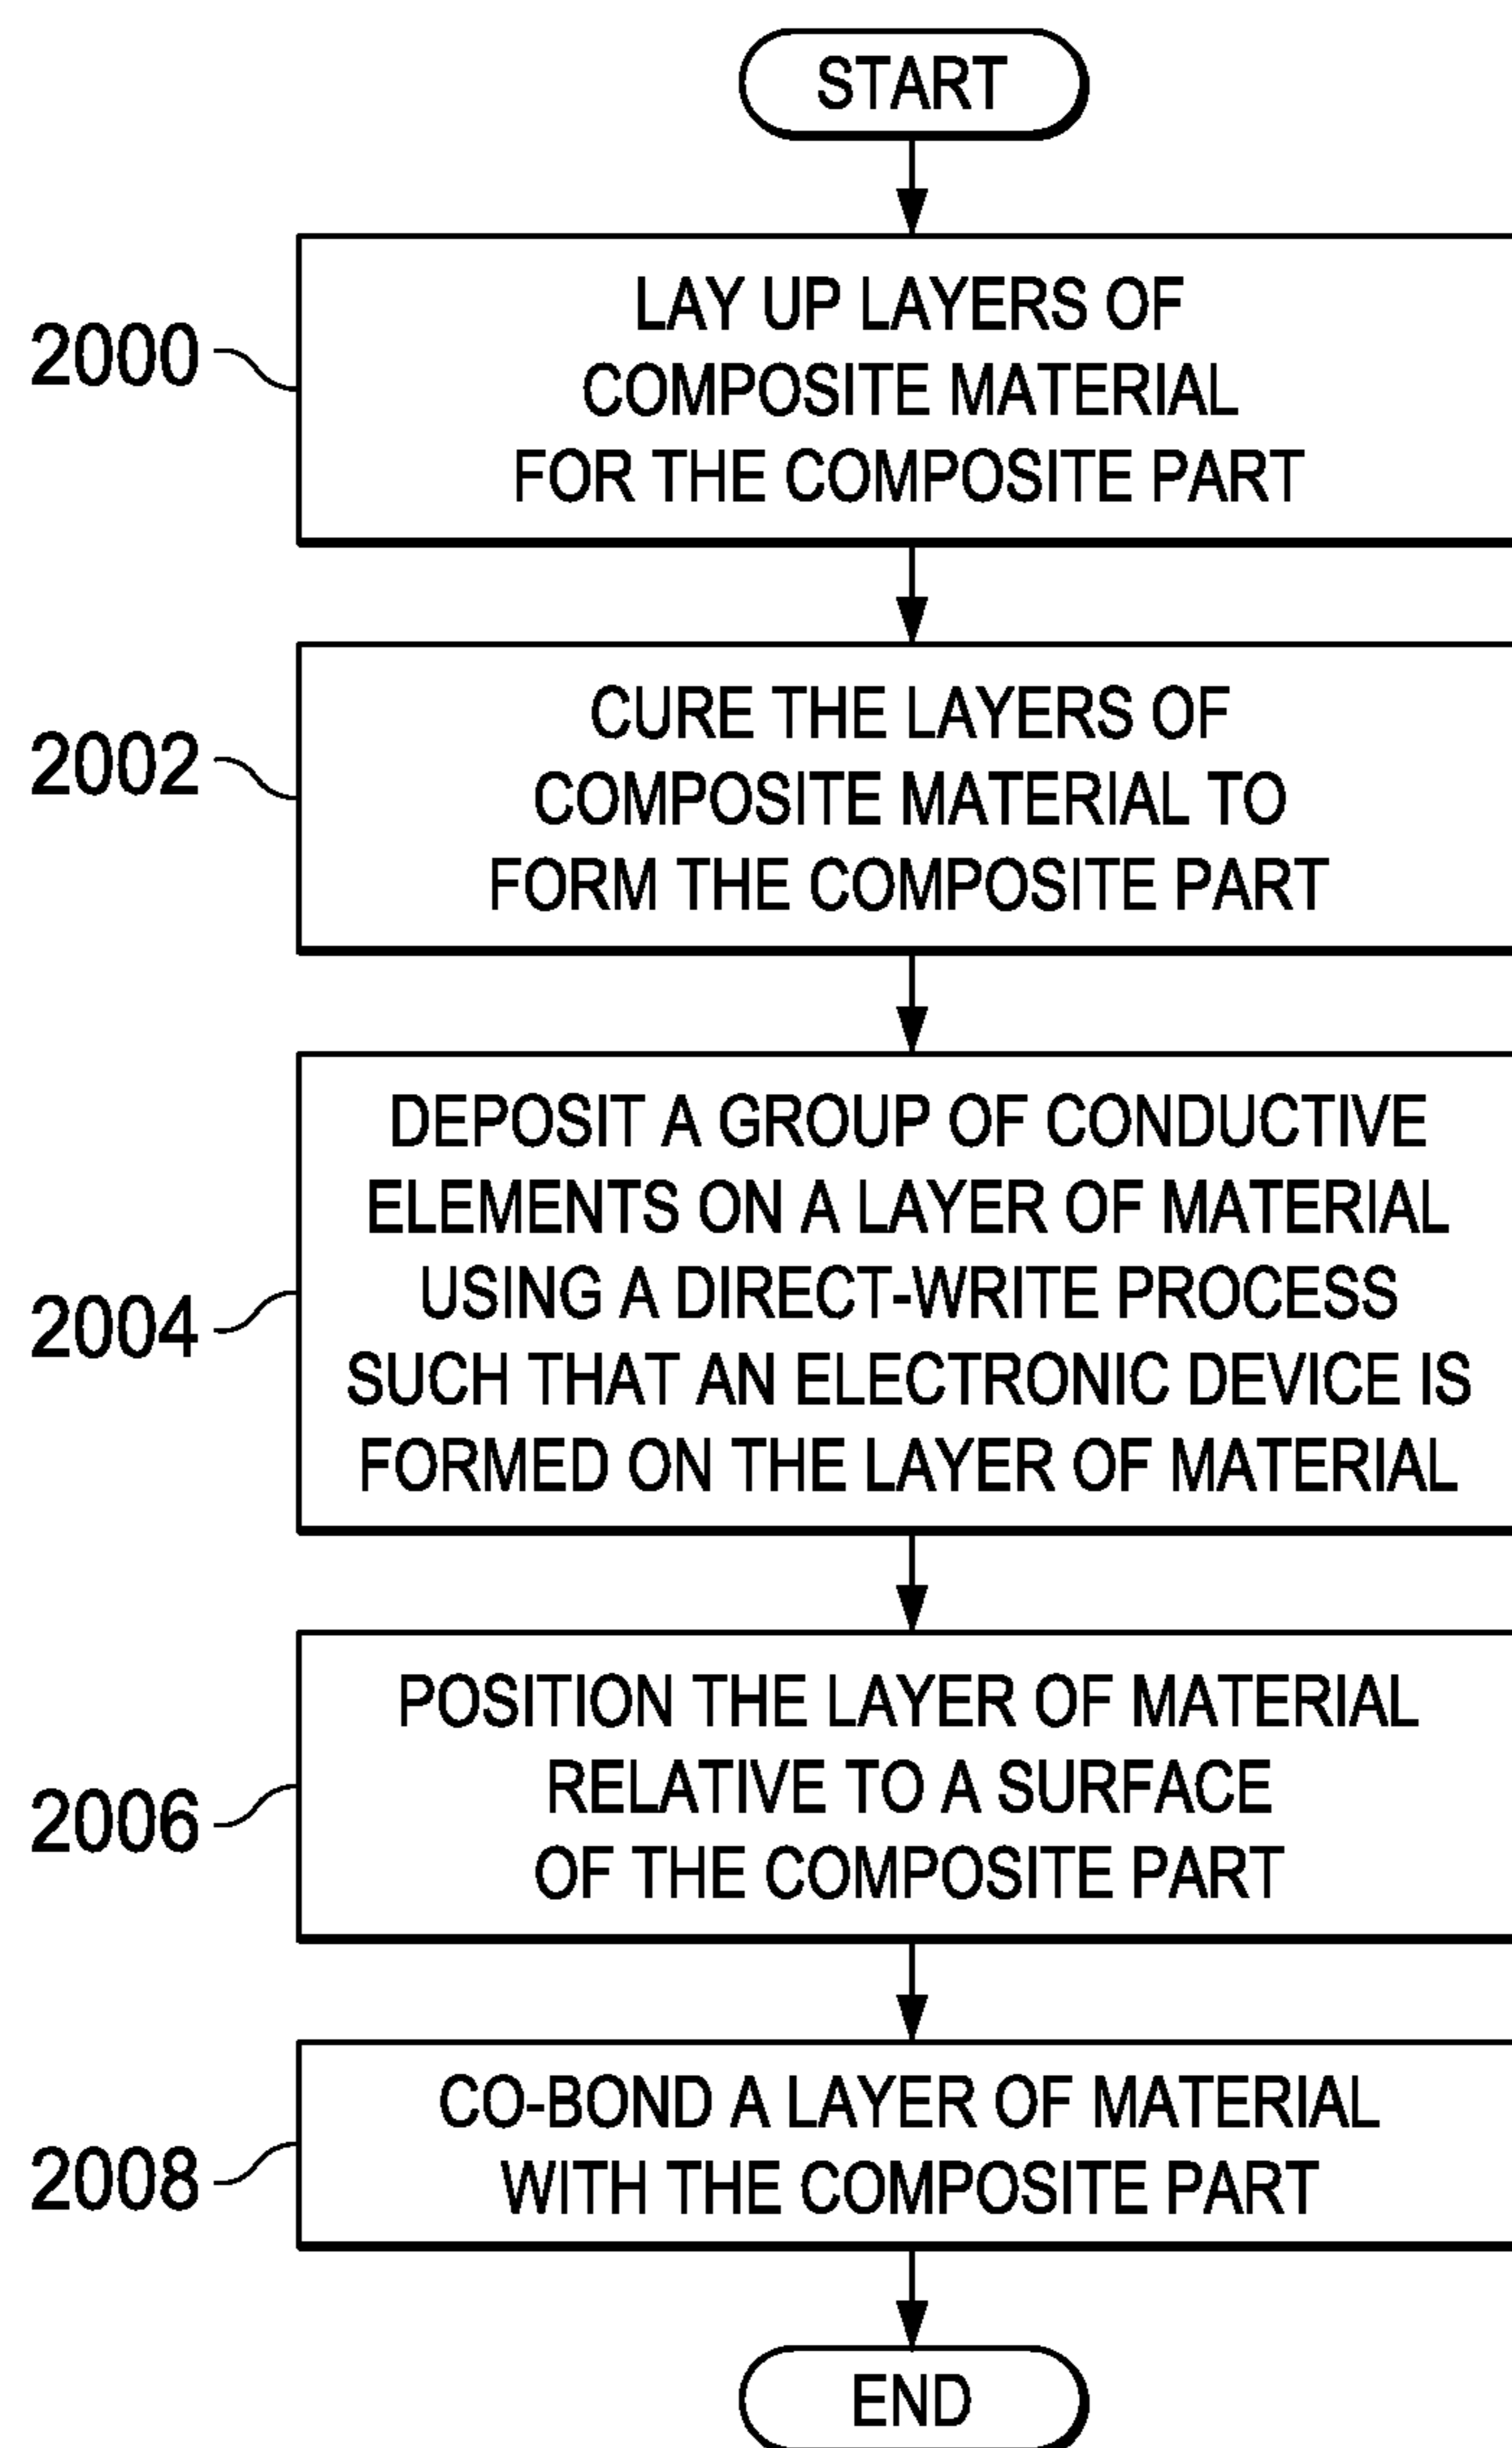 START
2000
LAY UP LAYERS OF
COMPOSITE MATERIAL
FOR THE COMPOSITE PART
2002
CURE THE LAYERS OF
COMPOSITE MATERIAL TO
FORM THE COMPOSITE PART
2004
DEPOSIT A GROUP OF CONDUCTIVE
ELEMENTS ON A LAYER OF MATERIAL
USING A DIRECT-WRITE PROCESS
SUCH THAT AN ELECTRONIC DEVICE IS
FORMED ON THE LAYER OF MATERIAL
2006
POSITION THE LAYER OF MATERIAL
RELATIVE TO A SURFACE
OF THE COMPOSITE PART
2008
CO-BOND A LAYER OF MATERIAL
WITH THE COMPOSITE PART
END